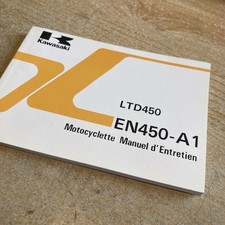 Kawasaki
LTD450
EN450-A1
Motocyclette Manuel d'Entretien